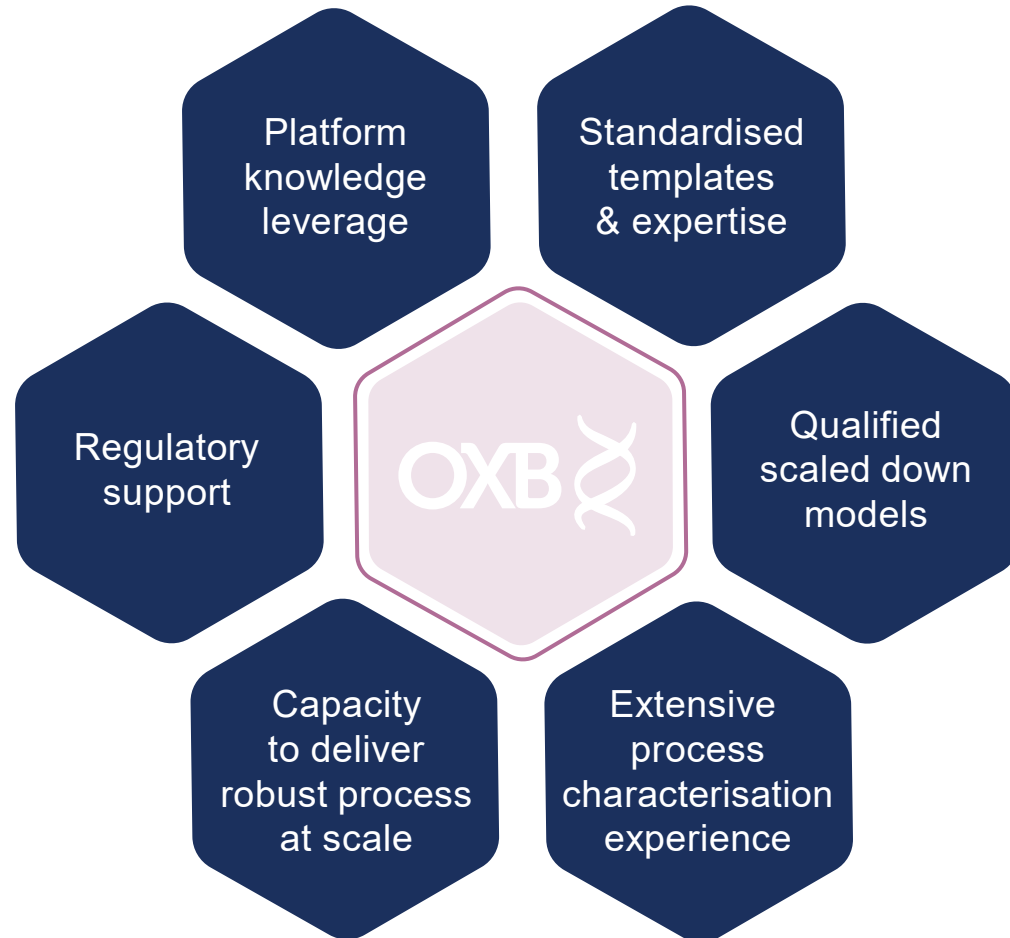 Platform
knowledge
leverage
Standardised
templates
& expertise
Regulatory
support
OXB
Qualified
scaled down
models
Capacity
to deliver
robust process
at scale
Extensive
process
characterisation
experience